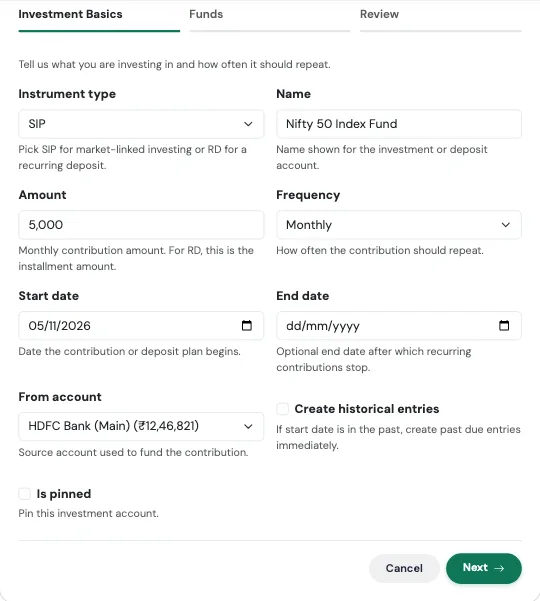 Investment Basics
Funds
Review
Tell us what you are investing in and how often it should repeat.
Instrument type
Name
SIP
Nifty 50 Index Fund
Pick SIP for market-linked investing or RD for a
recurring deposit.
Name shown for the investment or deposit
account.
Amount
Frequency
5,000
Monthly
Monthly contribution amount. For RD, this is the
installment amount.
How often the contribution should repeat.
Start date
End date
05/11/2026
dd/mm/yyyy
Date the contribution or deposit plan begins.
Optional end date after which recurring
contributions stop.
From account
HDFC Bank (Main) (₹12,46,821)
Source account used to fund the contribution.
Create historical entries
If start date is in the past, create past due entries
immediately.
Is pinned
Pin this investment account.
Cancel
Next →